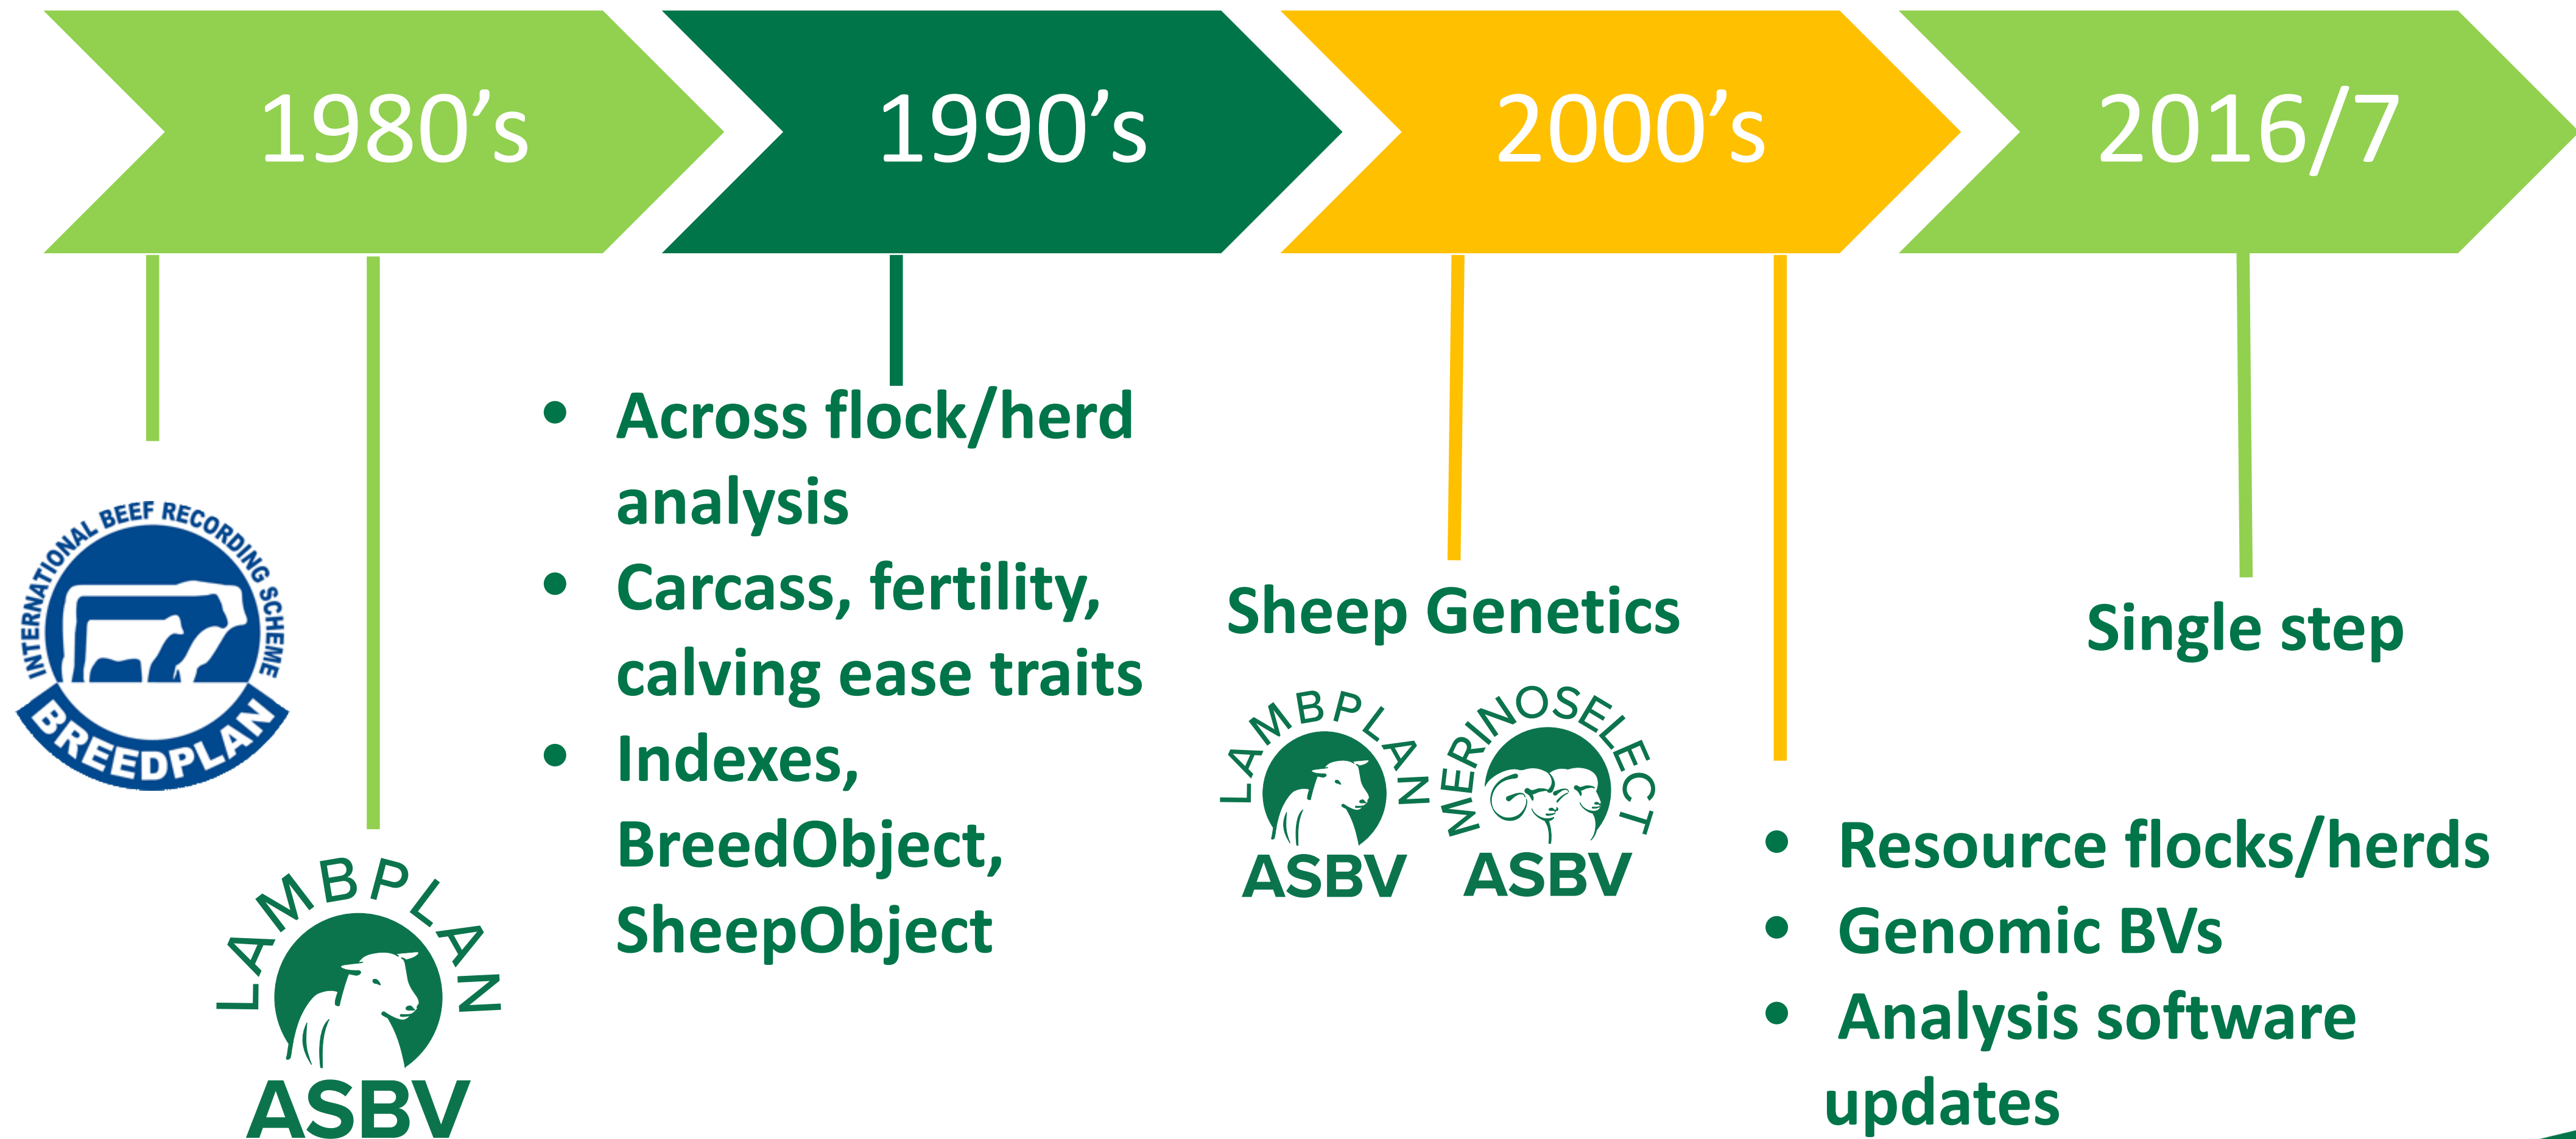 1980’s
1990’s
2000’s
2016/7
INTERNATIONAL BEEF RECORDING SCHEME
BREEDPLAN
LAMBPLAN
ASBV
• Across flock/herd
analysis
• Carcass, fertility,
calving ease traits
• Indexes,
BreedObject,
SheepObject
Sheep Genetics
LAMBPLAN
ASBV
MERINOSELECT
ASBV
• Resource flocks/herds
• Genomic BVs
• Analysis software
updates
Single step